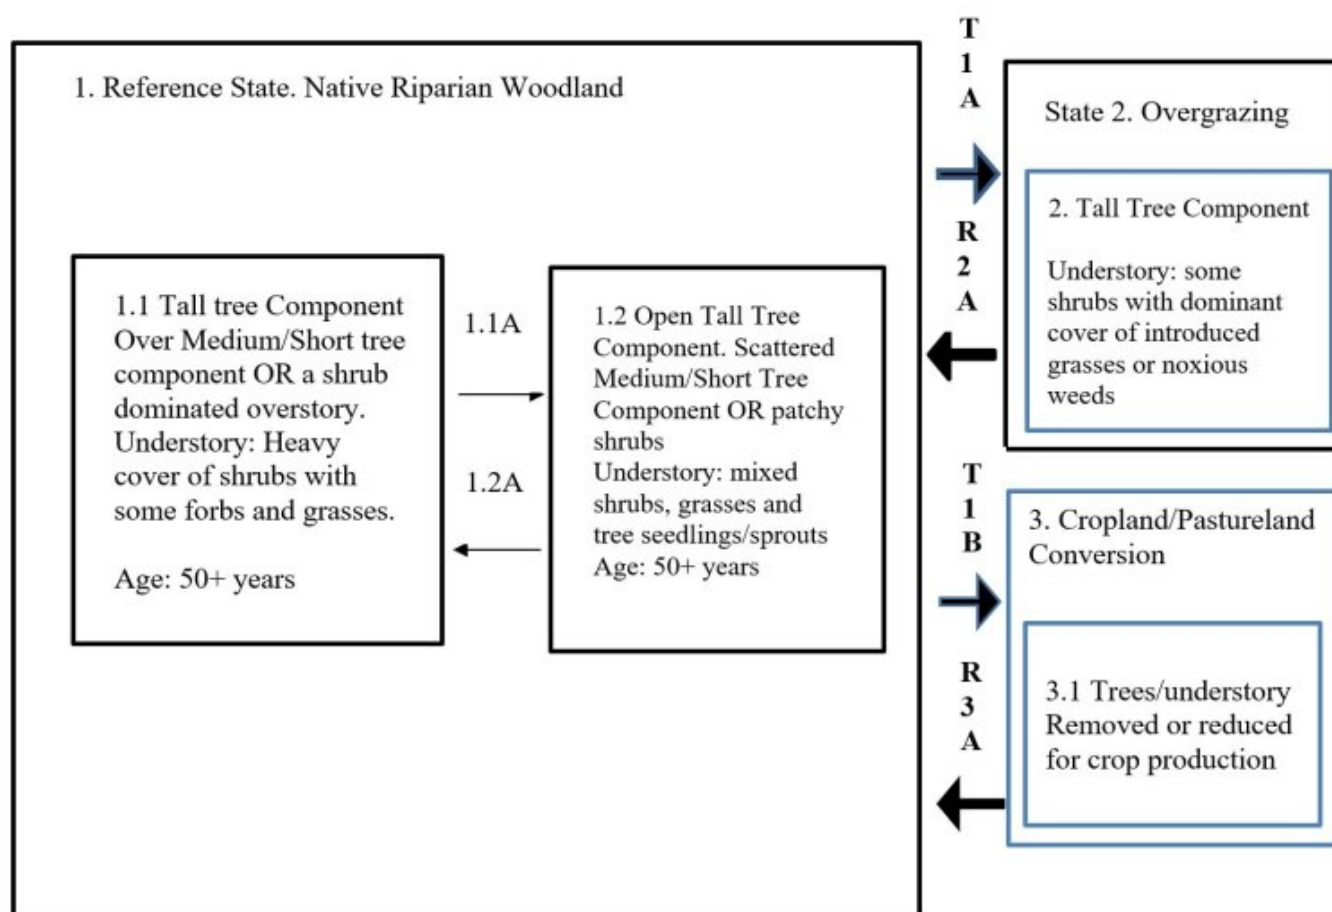 1. Reference State. Native Riparian Woodland
1.1 Tall tree Component
Over Medium/Short tree
component OR a shrub
dominated overstory.
Understory: Heavy
cover of shrubs with
some forbs and grasses.
Age: 50+ years
1.1A
1.2A
1.2 Open Tall Tree
Component. Scattered
Medium/Short Tree
Component OR patchy
shrubs
Understory: mixed
shrubs, grasses and
tree seedlings/sprouts
Age: 50+ years
T
1
A
R
2
A
State 2. Overgrazing
2. Tall Tree Component
Understory: some
shrubs with dominant
cover of introduced
grasses or noxious
weeds
T
1
B
R
3
A
3. Cropland/Pastureland
Conversion
3.1 Trees/understory
Removed or reduced
for crop production